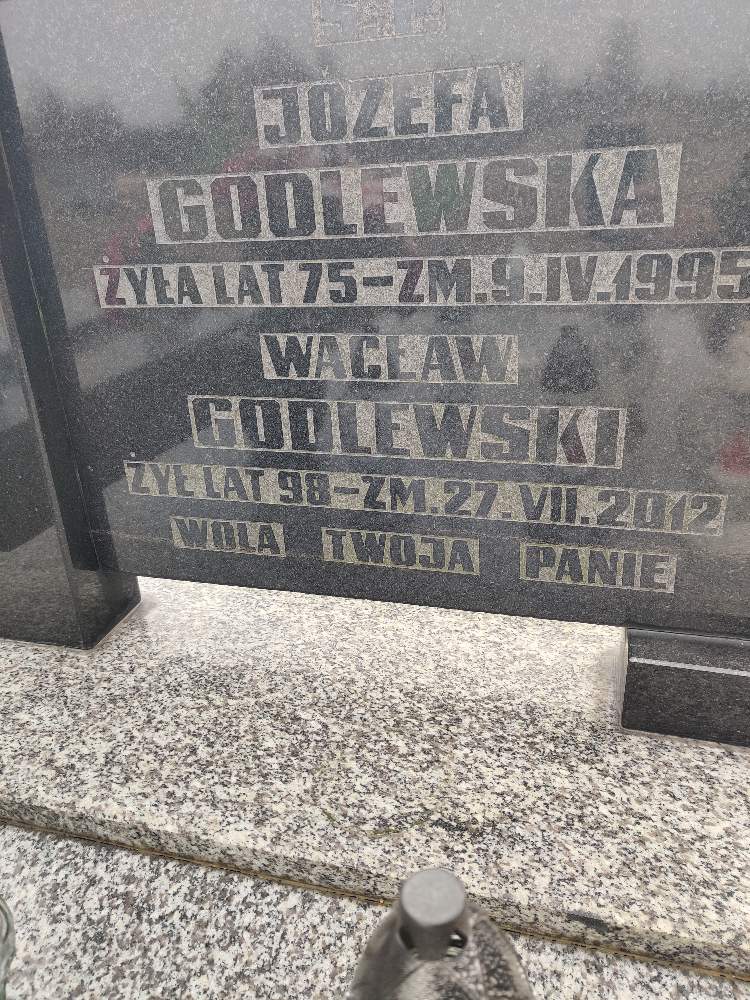 Ś.P.
JÓZEFA
GODLEWSKA
ŻYŁA LAT 75-ZM.9.IV.1995
WACŁAW
GODLEWSKI
ŻYŁ LAT 98-ZM.27.VII.2012
WOLA TWOJA PANIE